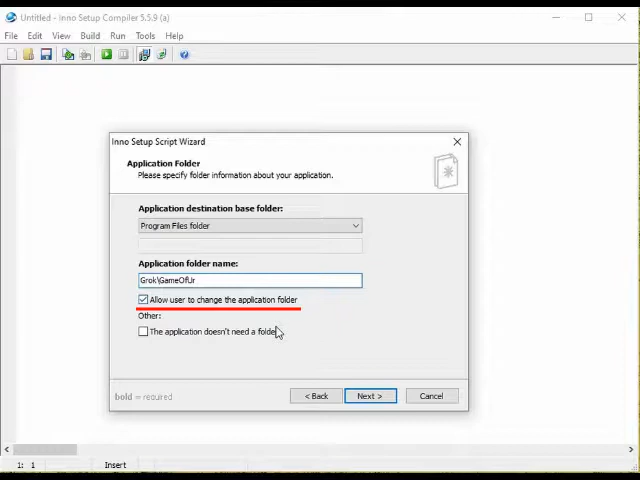 Untitled - Inno Setup Compiler 5.5.9 (a)
File Edit View Build Run Tools Help
Inno Setup Script Wizard
Application Folder
Please specify folder information about your application.
Application destination base folder:
Program Files folder
Application folder name:
Grok\GameOfUr
Allow user to change the application folder
Other:
The application doesn't need a folder
bold = required
< Back Next > Cancel
1: 1 Insert